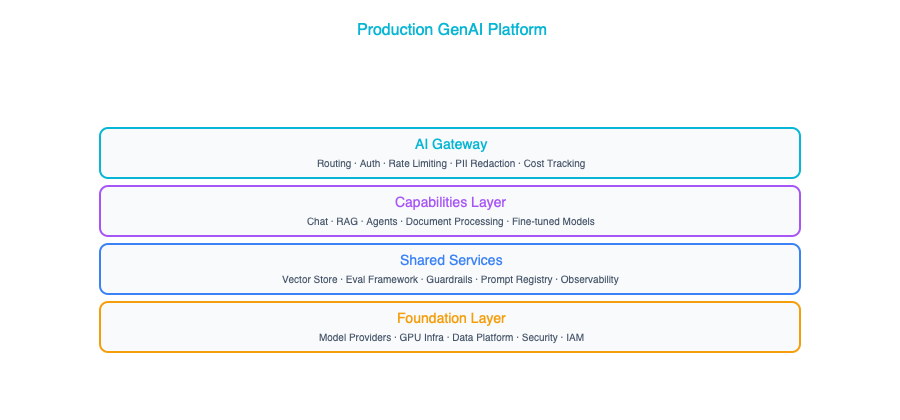 Production GenAI Platform
AI Gateway
Routing · Auth · Rate Limiting · PII Redaction · Cost Tracking
Capabilities Layer
Chat · RAG · Agents · Document Processing · Fine-tuned Models
Shared Services
Vector Store · Eval Framework · Guardrails · Prompt Registry · Observability
Foundation Layer
Model Providers · GPU Infra · Data Platform · Security · IAM